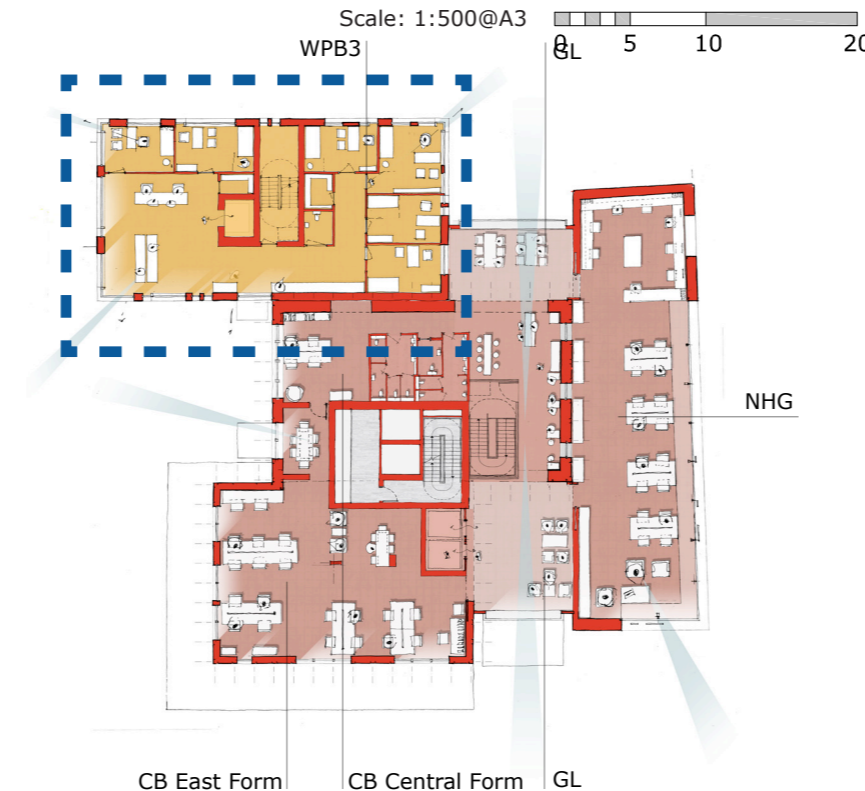 Scale: 1:500@A3
0 5 10 20
WPB3
GL
NHG
CB East Form
CB Central Form
GL